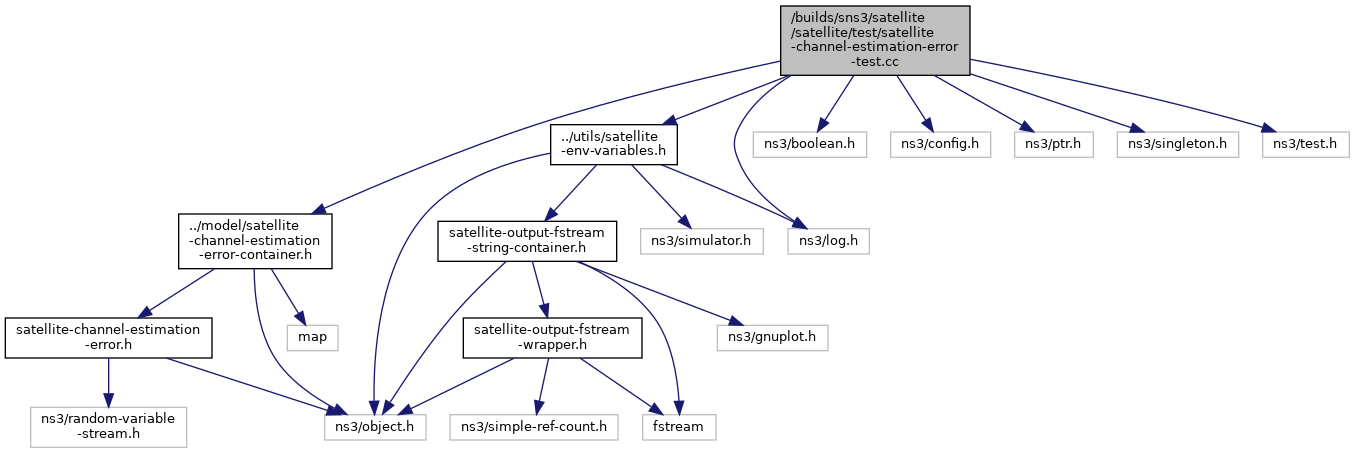 /builds/sns3/satellite
/satellite/test/satellite
-channel-estimation-error
-test.cc
../utils/satellite
-env-variables.h
ns3/boolean.h
ns3/config.h
ns3/ptr.h
ns3/singleton.h
ns3/test.h
../model/satellite
-channel-estimation
-error-container.h
satellite-output-fstream
-string-container.h
ns3/simulator.h
ns3/log.h
satellite-channel-estimation
-error.h
map
satellite-output-fstream
-wrapper.h
ns3/gnuplot.h
ns3/random-variable
-stream.h
ns3/object.h
ns3/simple-ref-count.h
fstream